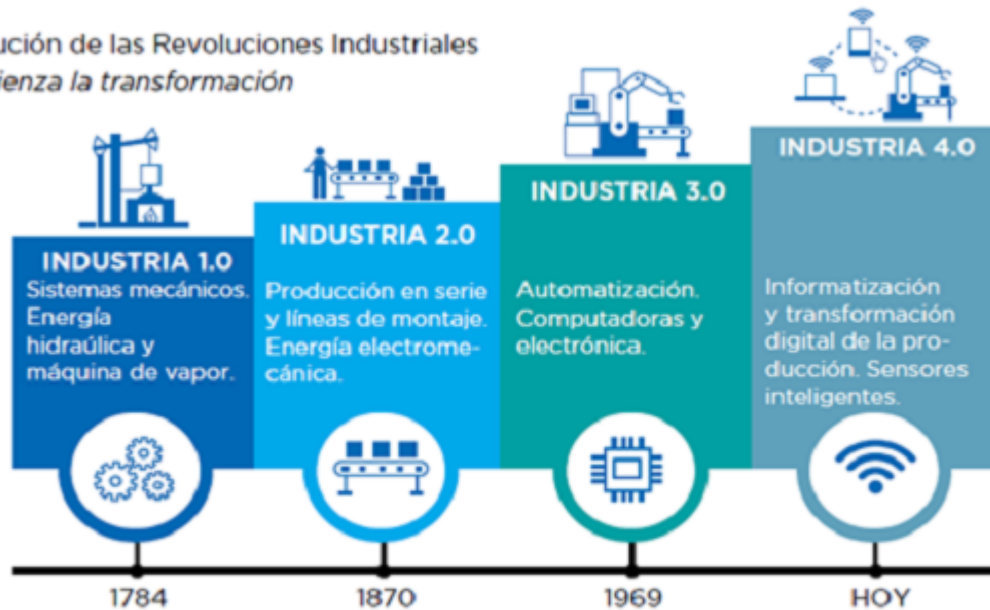 ución de las Revoluciones Industriales
ienza la transformación
INDUSTRIA 1.0
Sistemas mecánicos.
Energía
hidraúlica y
máquina de vapor.
INDUSTRIA 2.0
Producción en serie
y líneas de montaje.
Energía electrome-
cánica.
INDUSTRIA 3.0
Automatización.
Computadoras y
electrónica.
INDUSTRIA 4.0
Informatización
y transformación
digital de la pro-
ducción. Sensores
inteligentes.
1784
1870
1969
HOY